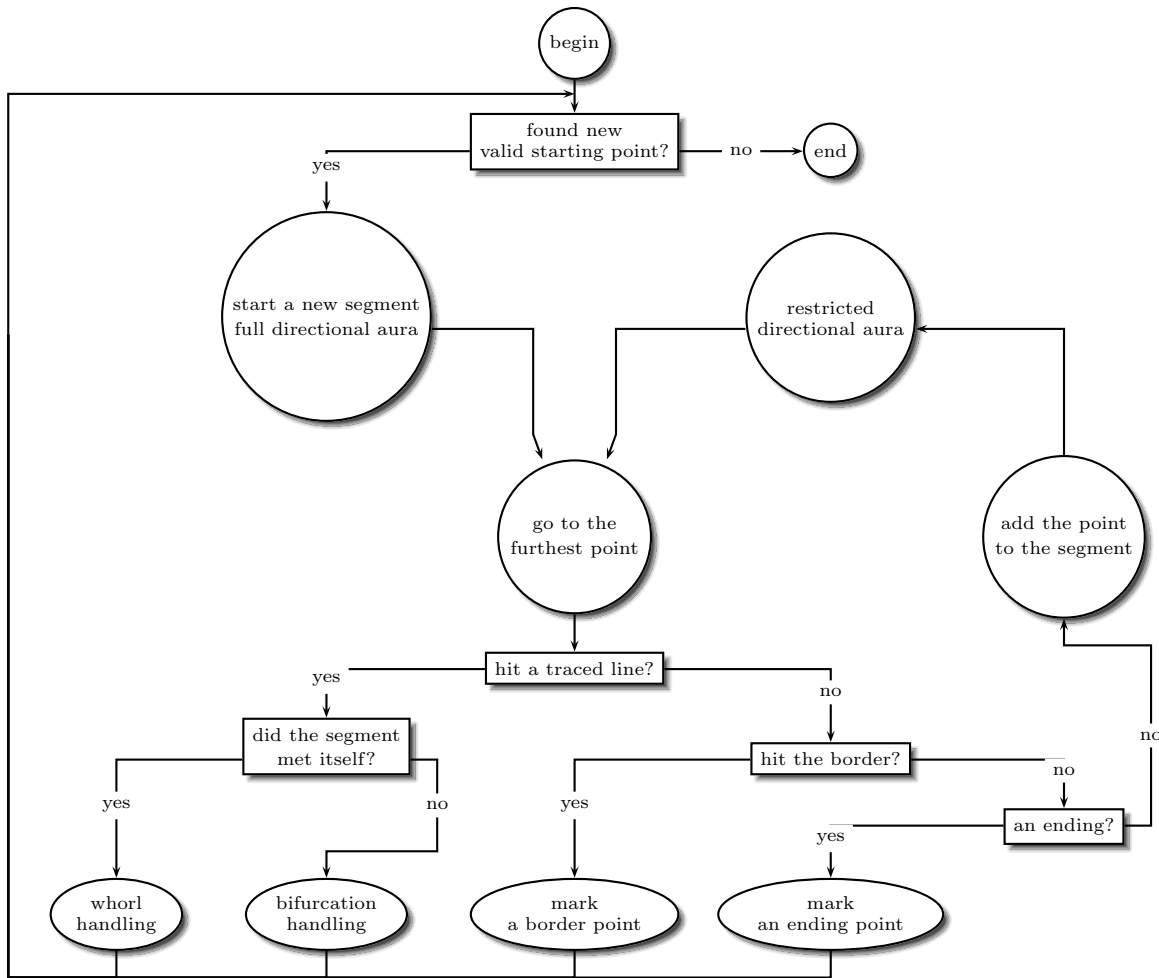 begin
found new
valid starting point?
no
end
yes
start a new segment
full directional aura
restricted
directional aura
go to the
furthest point
add the point
to the segment
hit a traced line?
yes
no
did the segment
met itself?
hit the border?
no
no
yes
no
yes
an ending?
yes
whorl
handling
bifurcation
handling
mark
a border point
mark
an ending point